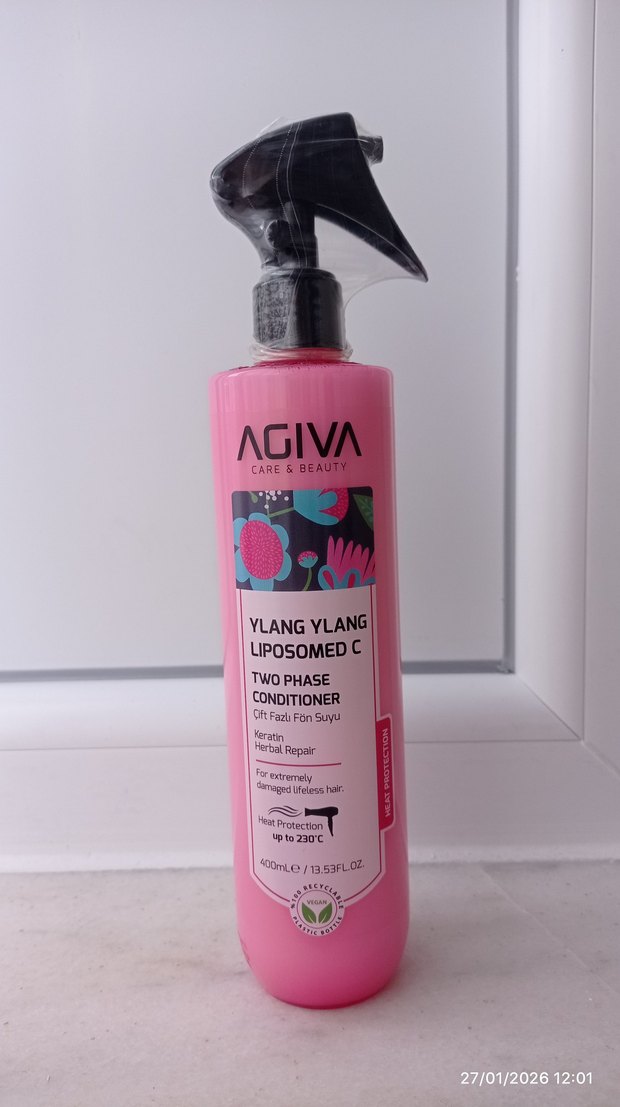 AGIVA
CARE & BEAUTY
YLANG YLANG
LIPOSOMED C
TWO PHASE
CONDITIONER
Çift Fazlı Fön Suyu
Keratin
Herbal Repair
For extremely
damaged lifeless hair.
Heat Protection
up to 230°C
HEAT PROTECTION
400mL℮ / 13.53FL.OZ.
%100 RECYCLABLE
VEGAN
PLASTIC BOTTLE
27/01/2026 12:01